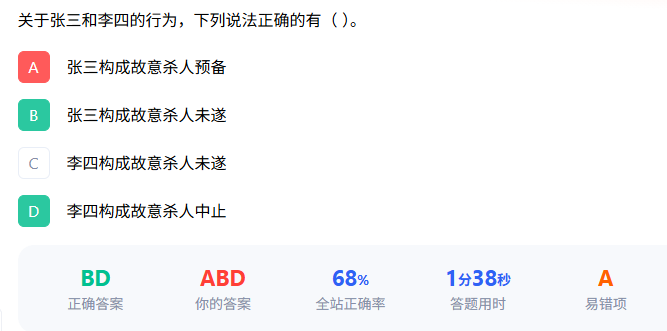 关于张三和李四的行为，下列说法正确的有（ ）。
A 张三构成故意杀人预备
B 张三构成故意杀人未遂
C 李四构成故意杀人未遂
D 李四构成故意杀人中止
BD ABD 68% 1分38秒 A
正确答案 你的答案 全站正确率 答题用时 易错项